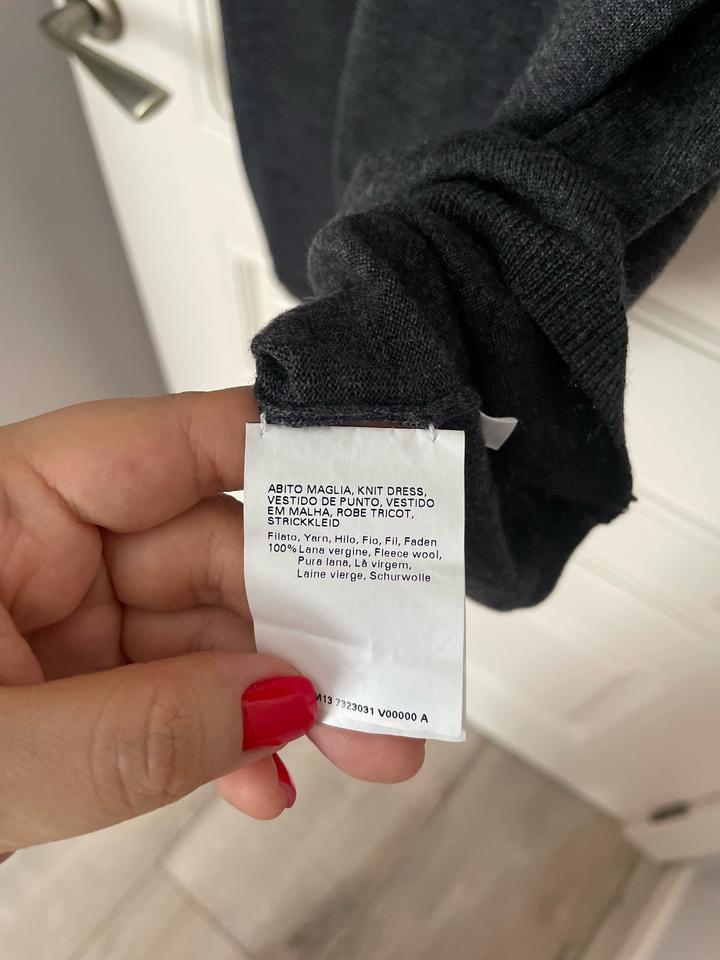 ABITO MAGLIA, KNIT DRESS,
VESTIDO DE PUNTO, VESTIDO
EM MALHA, ROBE TRICOT,
STRICKKLEID
Filato, Yarn, Hilo, Fio, Fil, Faden
100% Lana vergine, Fleece wool,
Pura lana, Lã virgem,
Laine vierge, Schurwolle
M13 7323031 V00000 A